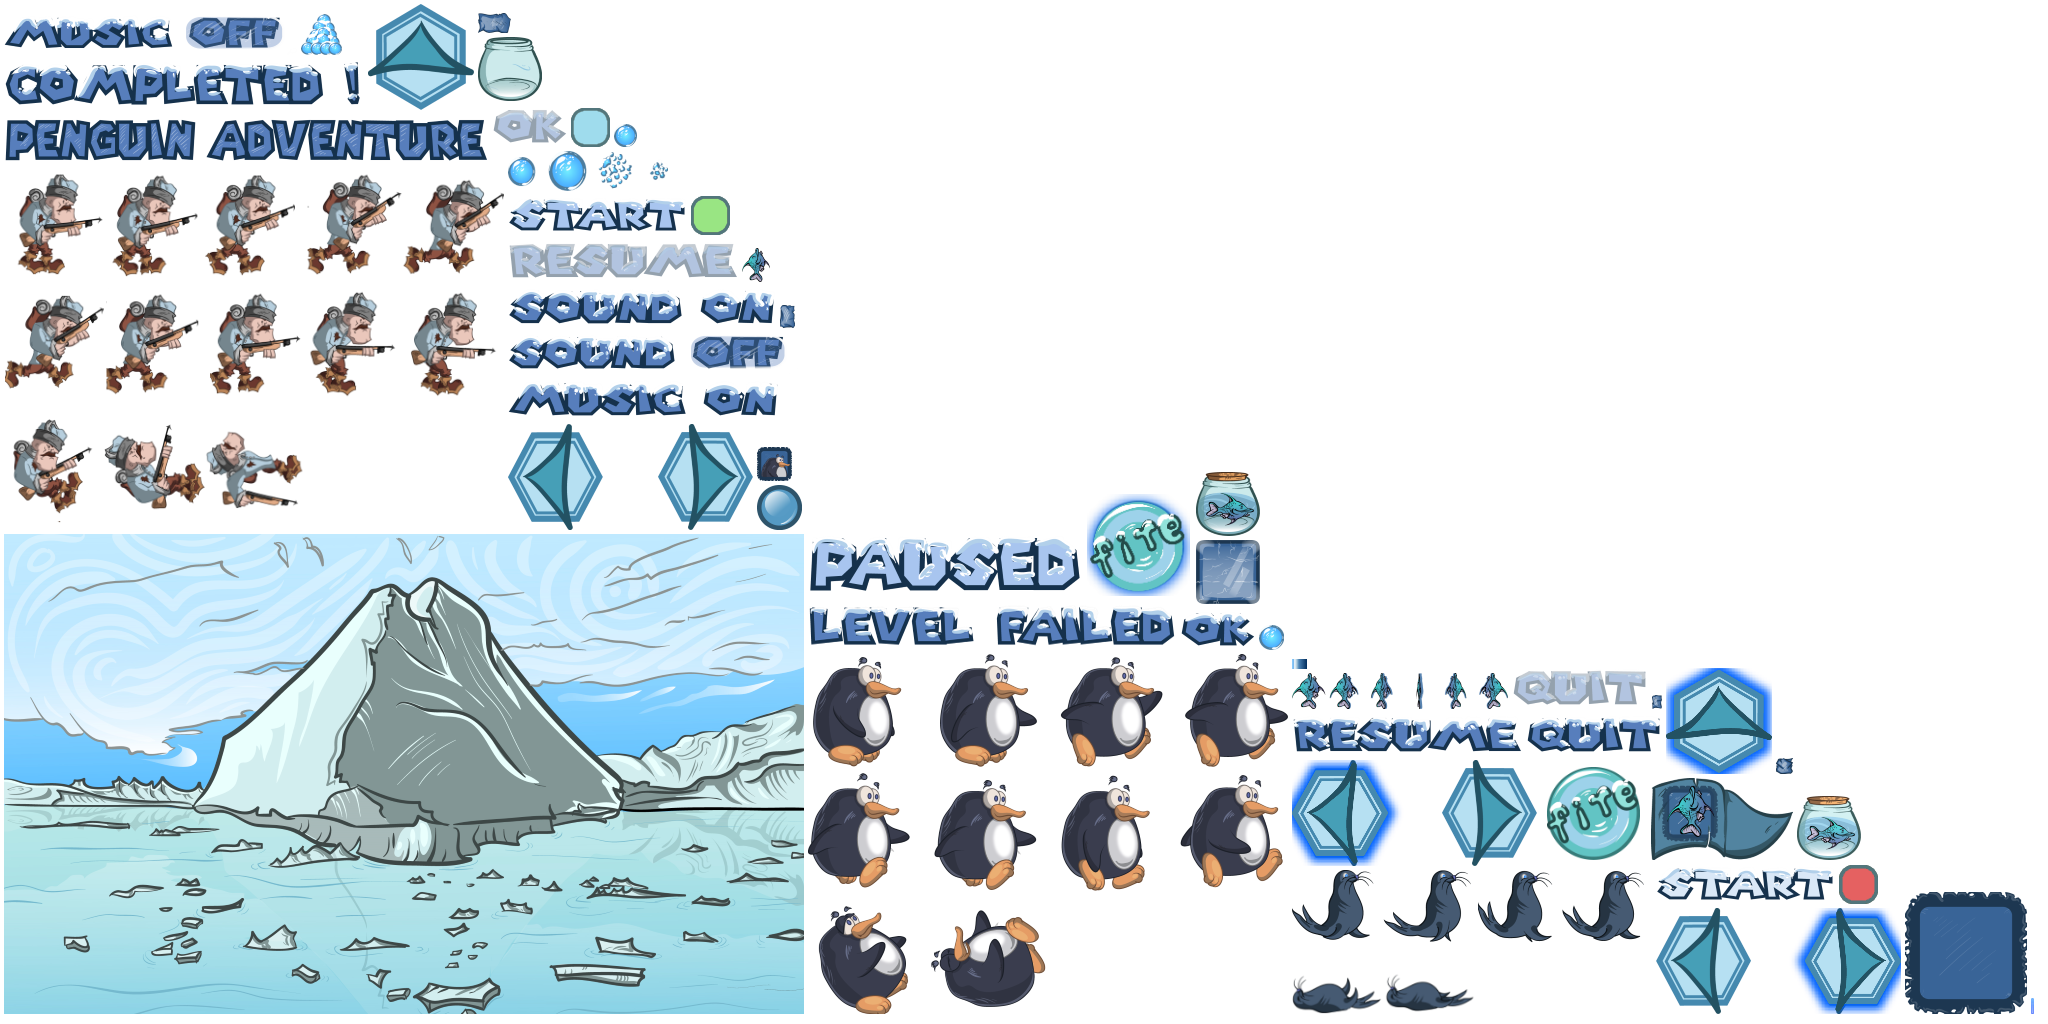 MUSIC OFF
COMPLETED !
PENGUIN ADVENTURE
OK
START
RESUME
SOUND ON
SOUND OFF
MUSIC ON
PAUSED
fire
LEVEL FAILED
OK
QUIT
RESUME
QUIT
fire
START